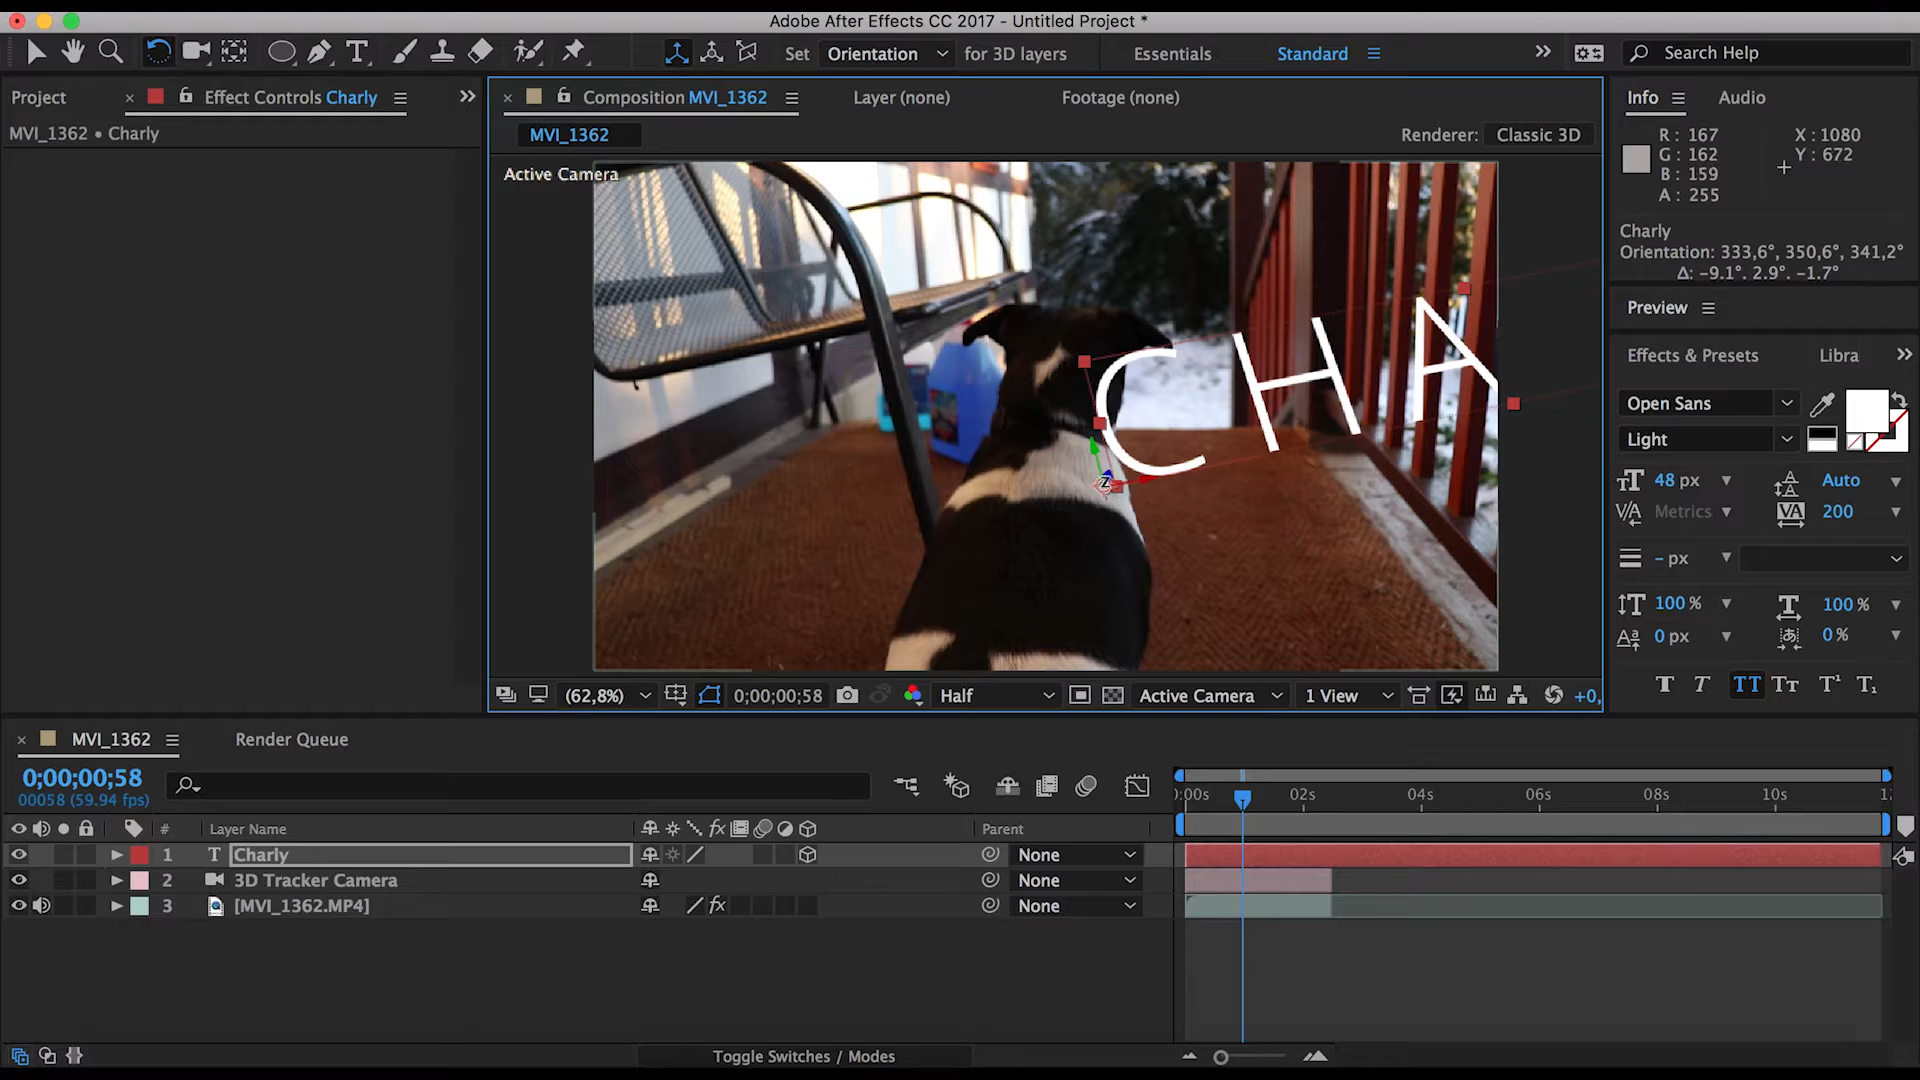 Adobe After Effects CC 2017 - Untitled Project *
Set Orientation for 3D layers Essentials Standard Search Help
Project Effect Controls Charly Composition MVI_1362 Layer (none) Footage (none) Info Audio
MVI_1362 • Charly
MVI_1362 Renderer: Classic 3D
Active Camera
R: 167 X: 1080
G: 162 Y: 672
B: 159
A: 255
Charly
Orientation: 333,6°, 350,6°, 341,2°
Δ: -9.1°. 2.9°. -1.7°
Preview
Effects & Presets Libra
CHA
Open Sans
Light
48 px Auto
Metrics 200
- px
100 % 100 %
0 px 0 %
(62,8%) 0;00;00;58 Half Active Camera 1 View +0,
MVI_1362 Render Queue
0;00;00;58
00058 (59.94 fps)
0:00s 02s 04s 06s 08s 10s 12
# Layer Name Parent
1 Charly None
2 3D Tracker Camera None
3 [MVI_1362.MP4] None
Toggle Switches / Modes